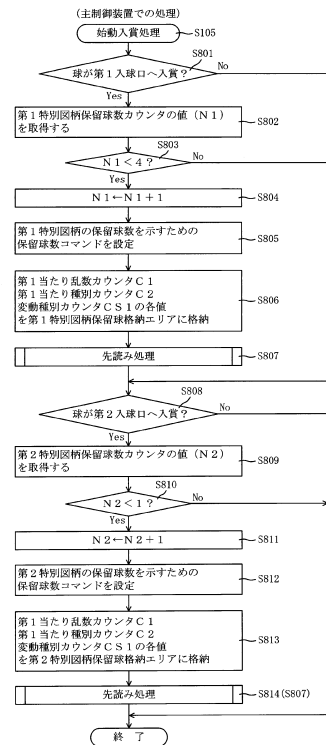 (主制御装置での処理)
始動入賞処理
S105
S801
球が第1入球口へ入賞?
No
Yes
第1特別図柄保留球数カウンタの値(N1)
を取得する
S802
S803
N1<4?
No
Yes
N1←N1+1
S804
第1特別図柄の保留球数を示すための
保留球数コマンドを設定
S805
第1当たり乱数カウンタC1
第1当たり種別カウンタC2
変動種別カウンタCS1の各値
を第1特別図柄保留球格納エリアに格納
S806
先読み処理
S807
S808
球が第2入球口へ入賞?
No
Yes
第2特別図柄保留球数カウンタの値(N2)
を取得する
S809
S810
N2<1?
No
Yes
N2←N2+1
S811
第2特別図柄の保留球数を示すための
保留球数コマンドを設定
S812
第1当たり乱数カウンタC1
第1当たり種別カウンタC2
変動種別カウンタCS1の各値
を第2特別図柄保留球格納エリアに格納
S813
先読み処理
S814(S807)
終 了